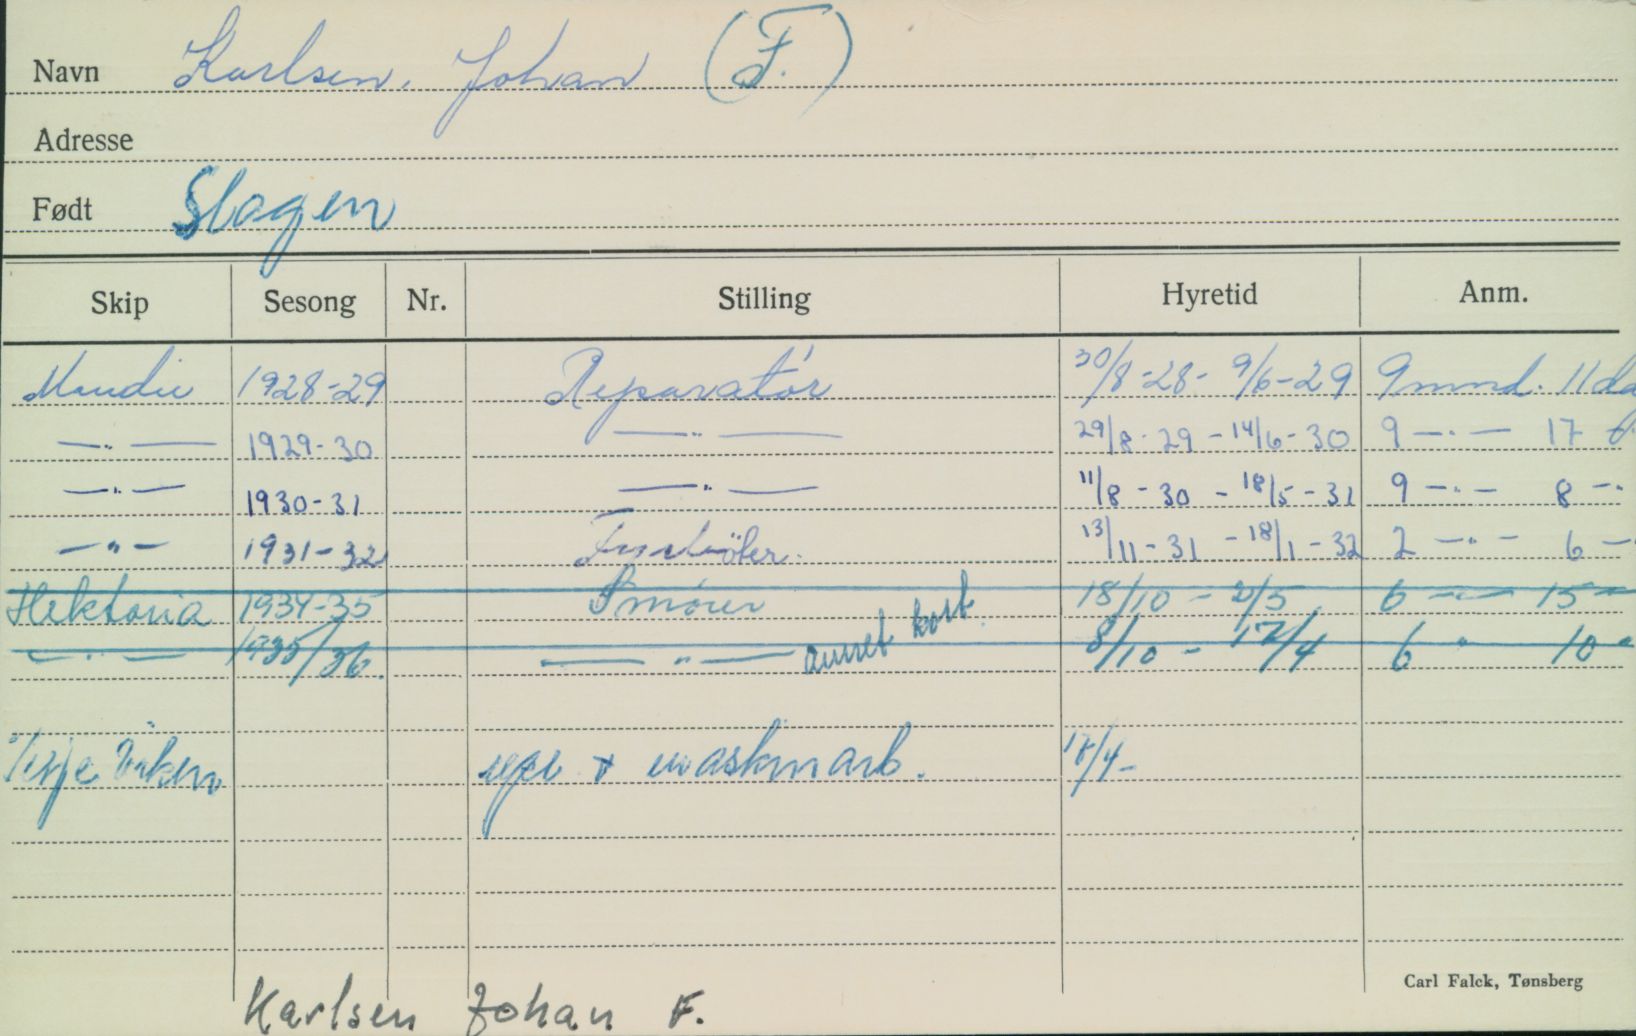 Navn Karlsen, Johan (F.)
Adresse
Født Slagen
Skip Sesong Nr. Stilling Hyretid Anm.
Maudie 1928-29 Reparatør 30/8-28- 9/6-29 9 mnd. 11 da
—"— 1929-30 —"— 29/8-29 - 14/6-30 9 —"— 17
—"— 1930-31 —"— 11/8-30 - 18/5-31 9 —"— 8 —"
—"— 1931-32 13/11-31 - 18/1-32 2 —"— 6 —
Hektoria 1934-35 Smører 18/10 - 2/5 6 —"— 15 —"
—"— 1935/36. —"— annet kort. 8/10 - 17/4 6 " 10 "
Terje Viken maskinarb. 17/4-
Carl Falck, Tønsberg
Karlsen Johan F.